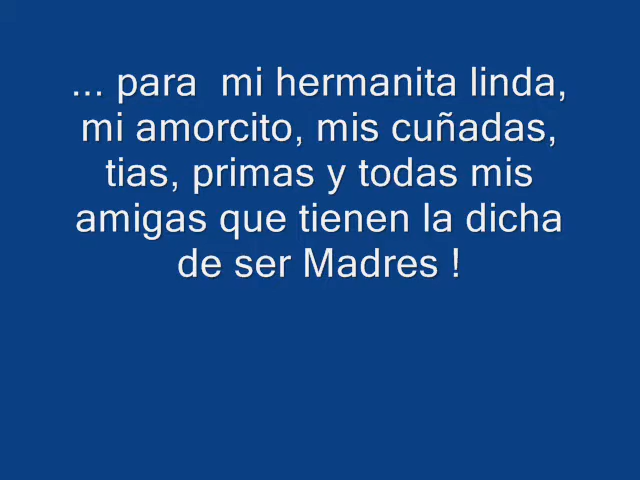 ... para  mi hermanita linda,
mi amorcito, mis cuñadas,
tias, primas y todas mis
amigas que tienen la dicha
de ser Madres !